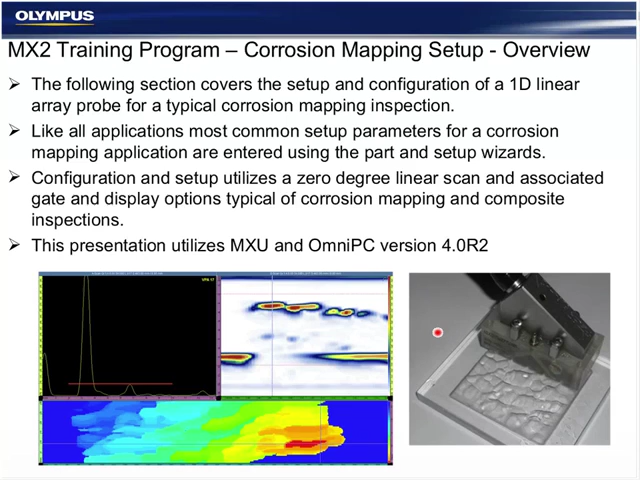 OLYMPUS
MX2 Training Program – Corrosion Mapping Setup - Overview
The following section covers the setup and configuration of a 1D linear
array probe for a typical corrosion mapping inspection.
Like all applications most common setup parameters for a corrosion
mapping application are entered using the part and setup wizards.
Configuration and setup utilizes a zero degree linear scan and associated
gate and display options typical of corrosion mapping and composite
inspections.
This presentation utilizes MXU and OmniPC version 4.0R2